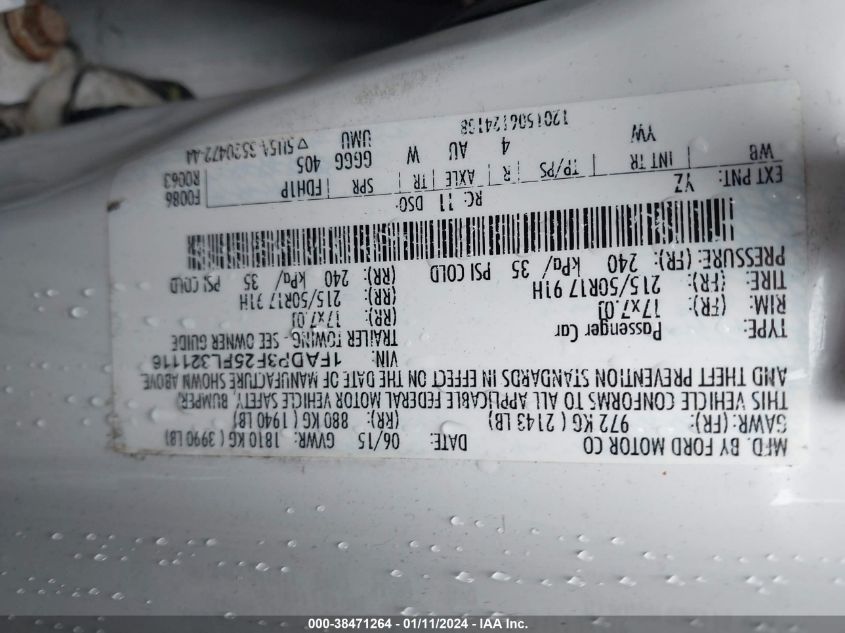 MFD. BY FORD MOTOR CO
DATE: 06/15 GVWR: 1810 KG ( 3990 LB)
GAWR: (FR): 972 KG ( 2143 LB) (RR): 880 KG ( 1940 LB)
THIS VEHICLE CONFORMS TO ALL APPLICABLE FEDERAL MOTOR VEHICLE SAFETY, BUMPER,
AND THEFT PREVENTION STANDARDS IN EFFECT ON THE DATE OF MANUFACTURE SHOWN ABOVE
VIN: 1FADP3F25FL321116
TYPE: Passenger Car TRAILER TOWING - SEE OWNER GUIDE
RIM: (FR): 17x7.0J (RR): 17x7.0J
TIRE: (FR): 215/50R17 91H (RR): 215/50R17 91H
PRESSURE: (FR): 240 kPa/ 35 PSI COLD (RR): 240 kPa/ 35 PSI COLD
EXT PNT: YZ RC: 11 DSO: F0086
R0063
WB INT TR TP/PS R AXLE TR SPR FDH1P
YW 4 AU W GGGG 405
UMU
1201506124138 ▽5U5A-3520472-AA
000-38471264 - 01/11/2024 - IAA Inc.